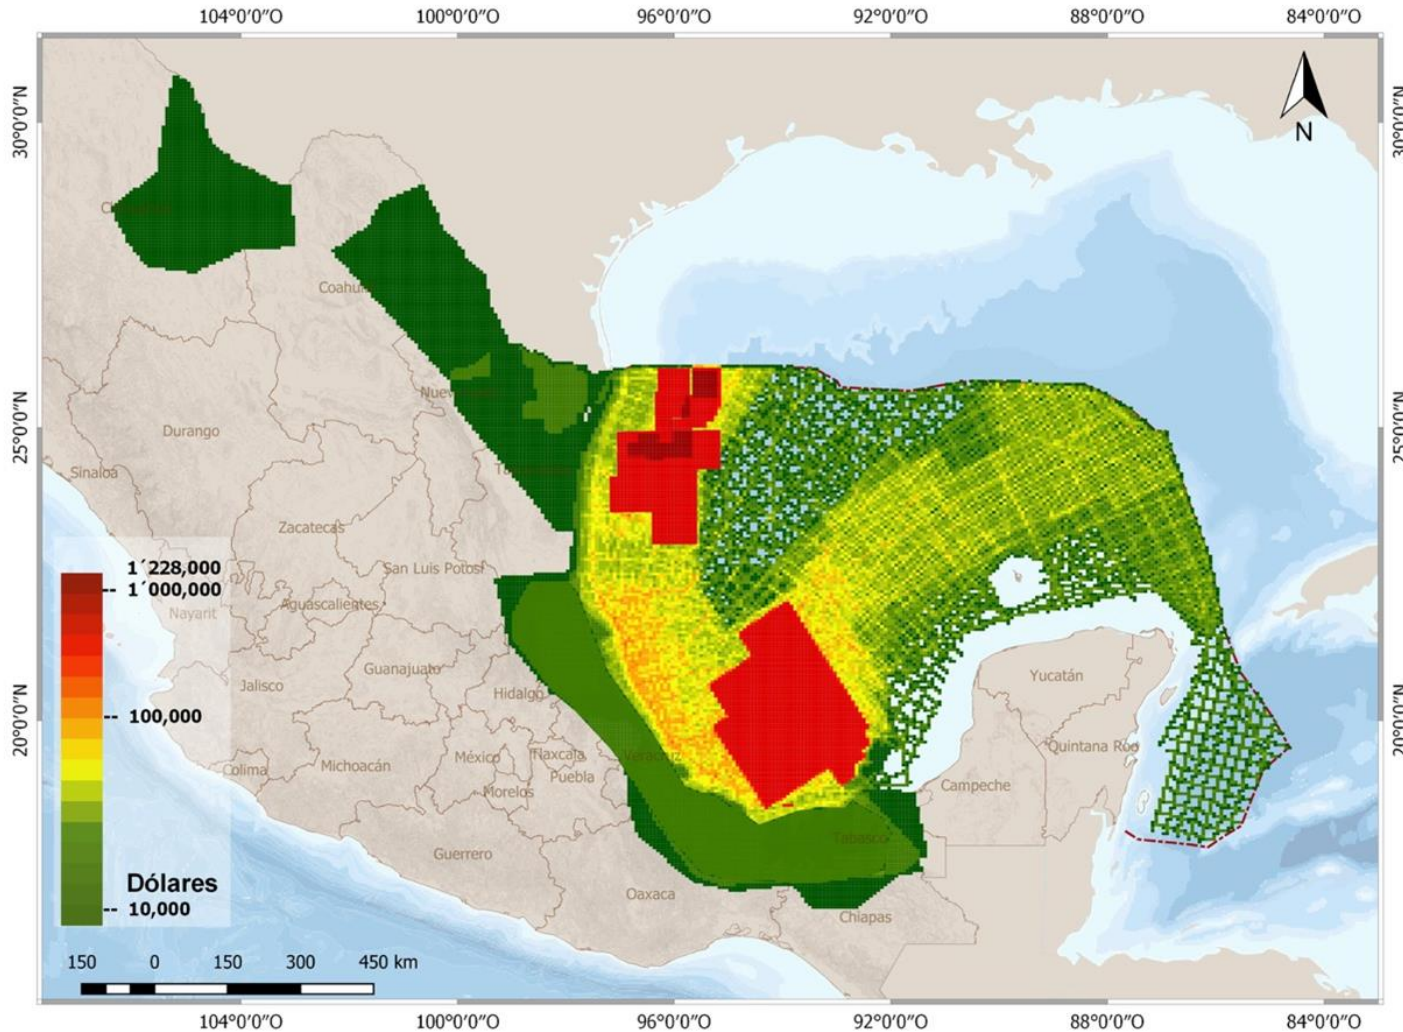 104°0'0"O 100°0'0"O 96°0'0"O 92°0'0"O 88°0'0"O 84°0'0"O
30°0'0"N
25°0'0"N
20°0'0"N
N
Coahui
Durango
Sinaloa
Zacatecas
San Luis Potosí
Nayarit
Aguascalientes
Guanajuato
Jalisco
Hidalgo
Yucatán
Quintana Roo
Campeche
México
Tlaxcala
Veracruz
Puebla
Colima
Michoacán
Morelos
Tabasco
Guerrero
Oaxaca
Chiapas
1´228,000
1´000,000
100,000
Dólares
10,000
150 0 150 300 450 km
104°0'0"O 100°0'0"O 96°0'0"O 92°0'0"O 88°0'0"O 84°0'0"O